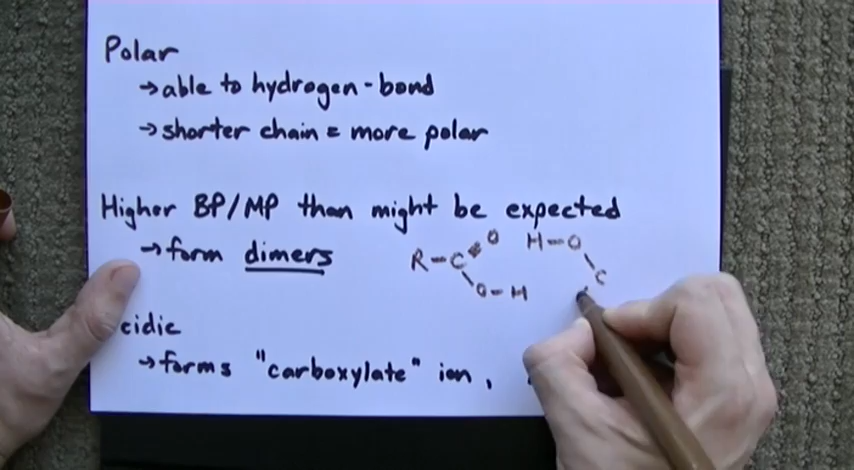 Polar
→able to hydrogen-bond
→shorter chain = more polar
Higher BP/MP than might be expected
→form dimers
R-C=O O-H H-O C
cidic
→forms "carboxylate" ion,